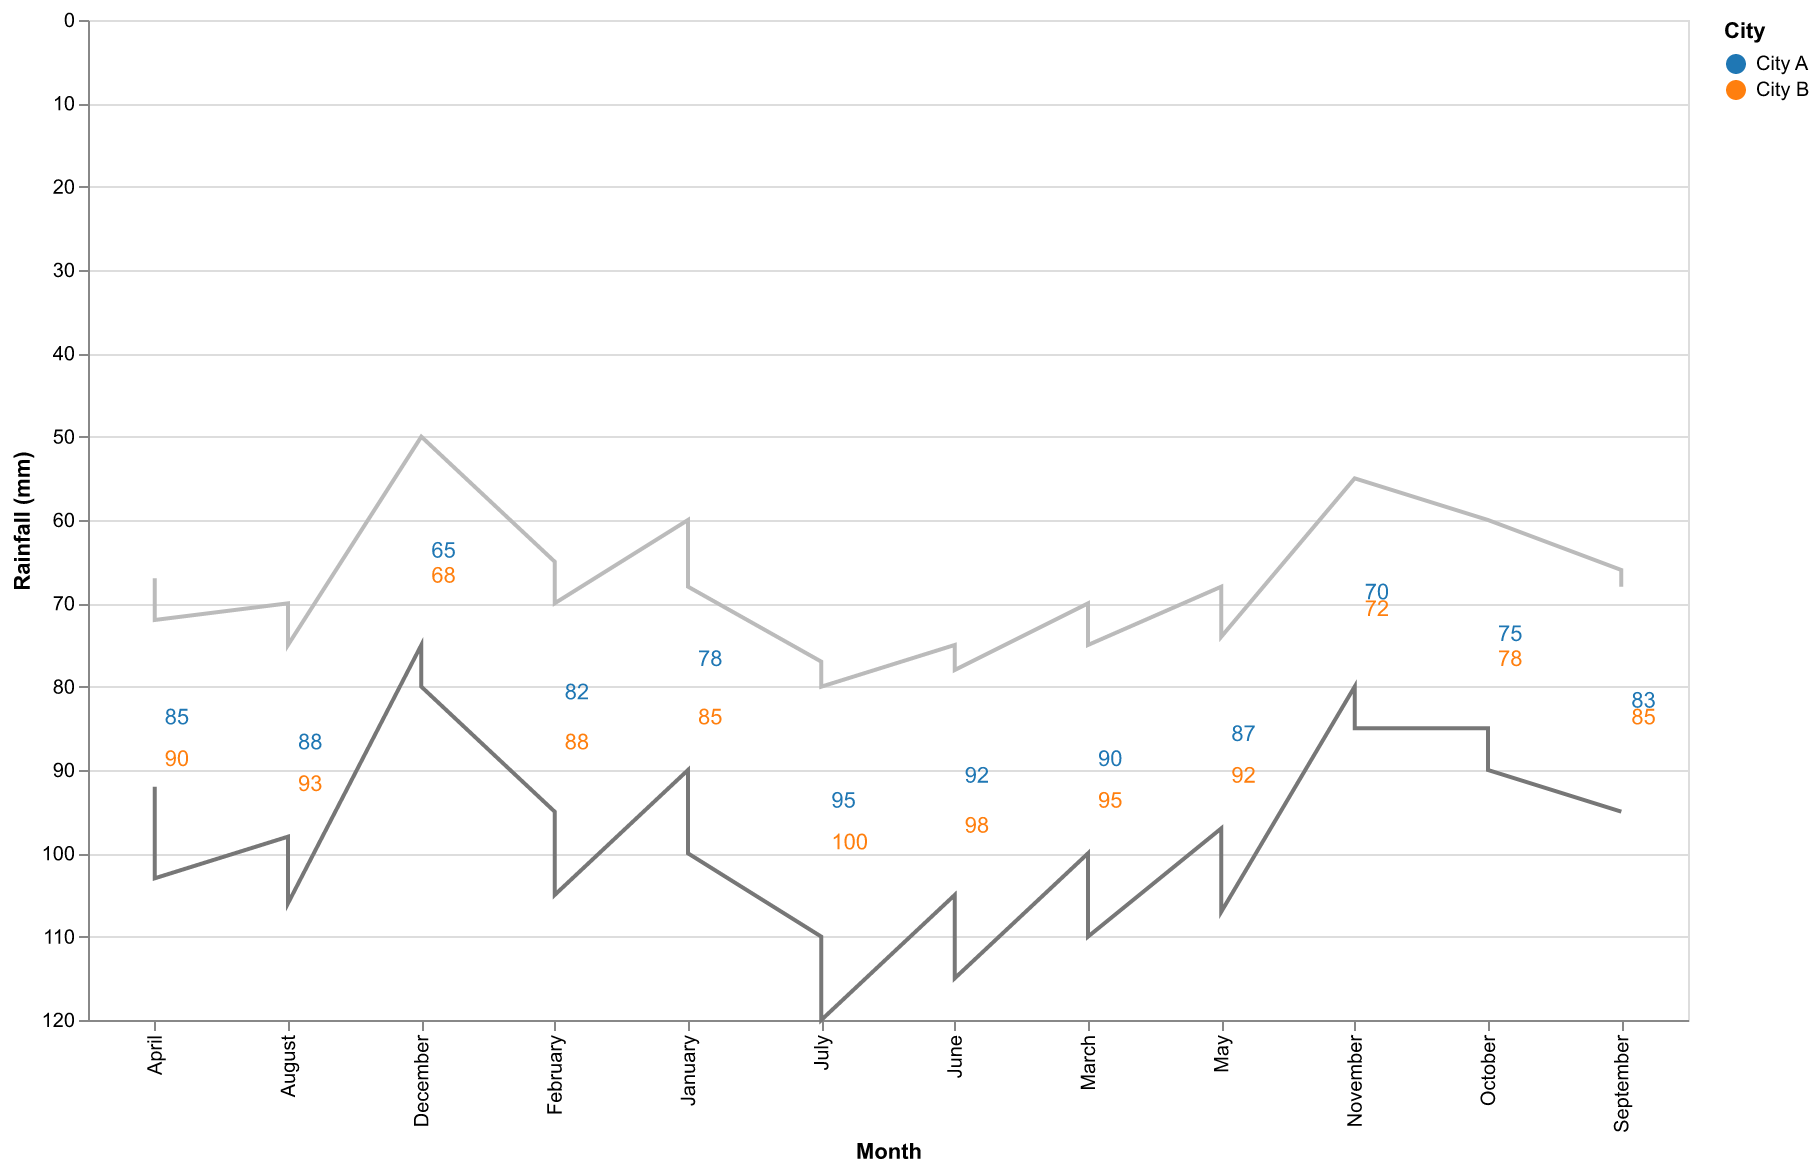 City
City A
City B
Rainfall (mm)
0
10
20
30
40
50
60
70
80
90
100
110
120
85
90
88
93
65
68
82
88
78
85
95
100
92
98
90
95
87
92
70
72
75
78
83
85
April
August
December
February
January
July
June
March
May
November
October
September
Month